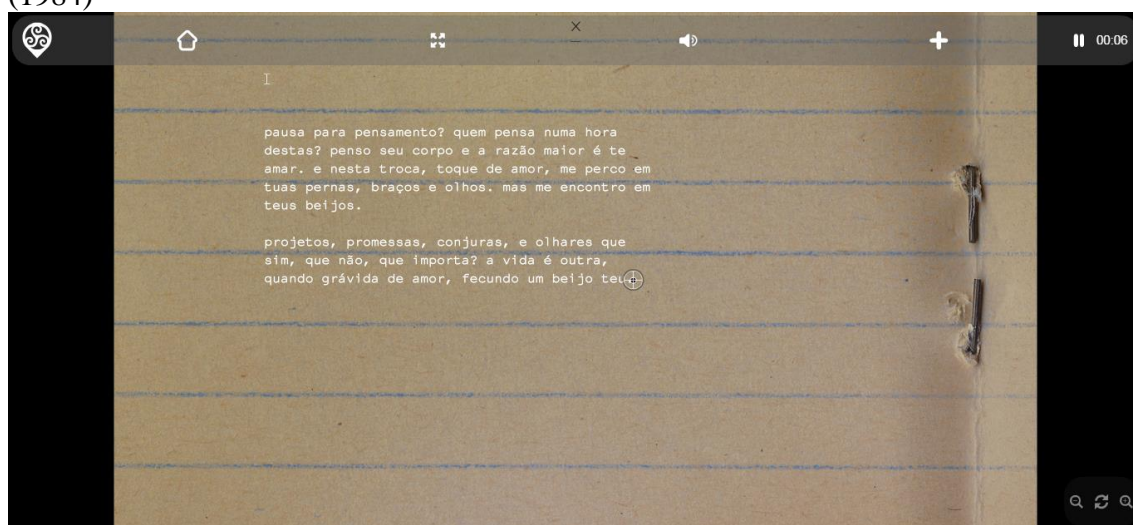 (1984)
00:06
pausa para pensamento? quem pensa numa hora
destas? penso seu corpo e a razão maior é te
amar. e nesta troca, toque de amor, me perco em
tuas pernas, braços e olhos. mas me encontro em
teus beijos.
projetos, promessas, conjuras, e olhares que
sim, que não, que importa? a vida é outra,
quando grávida de amor, fecundo um beijo teu